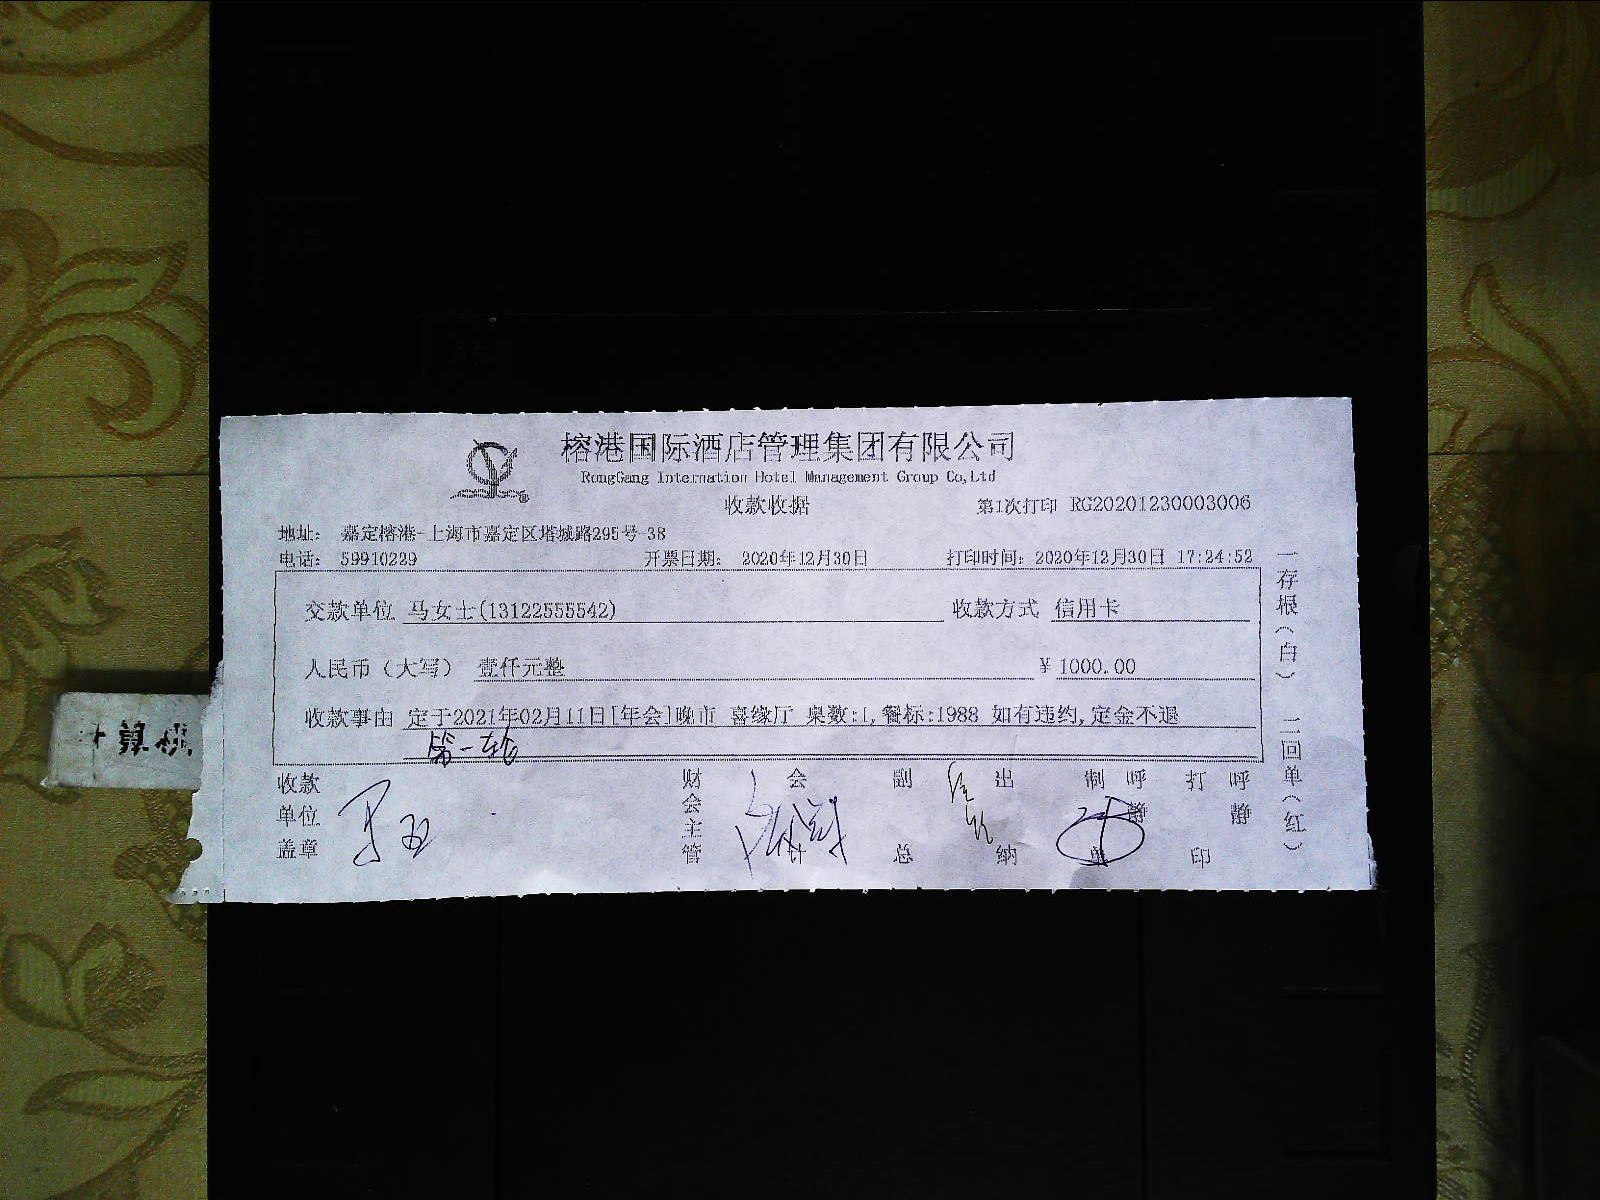 榕港国际酒店管理集团有限公司
RongGang Internation Hotel Management Group Co,Ltd
收款收据
第1次打印 RG20201230003006
地址： 嘉定榕港-上海市嘉定区塔城路295号-38
电话： 59910229 开票日期： 2020年12月30日 打印时间： 2020年12月30日 17:24:52
交款单位 马女士(13122555542) 收款方式 信用卡
人民币（大写） 壹仟元整 ￥1000.00
收款事由 定于2021年02月11日[年会]晚市 喜缘厅 桌数:1,餐标:1988 如有违约,定金不退
第一轮
收款单位盖章 财会主管 会计 副总 出纳 制单 呼静 打印 呼静
一存根（白） 二回单（红）